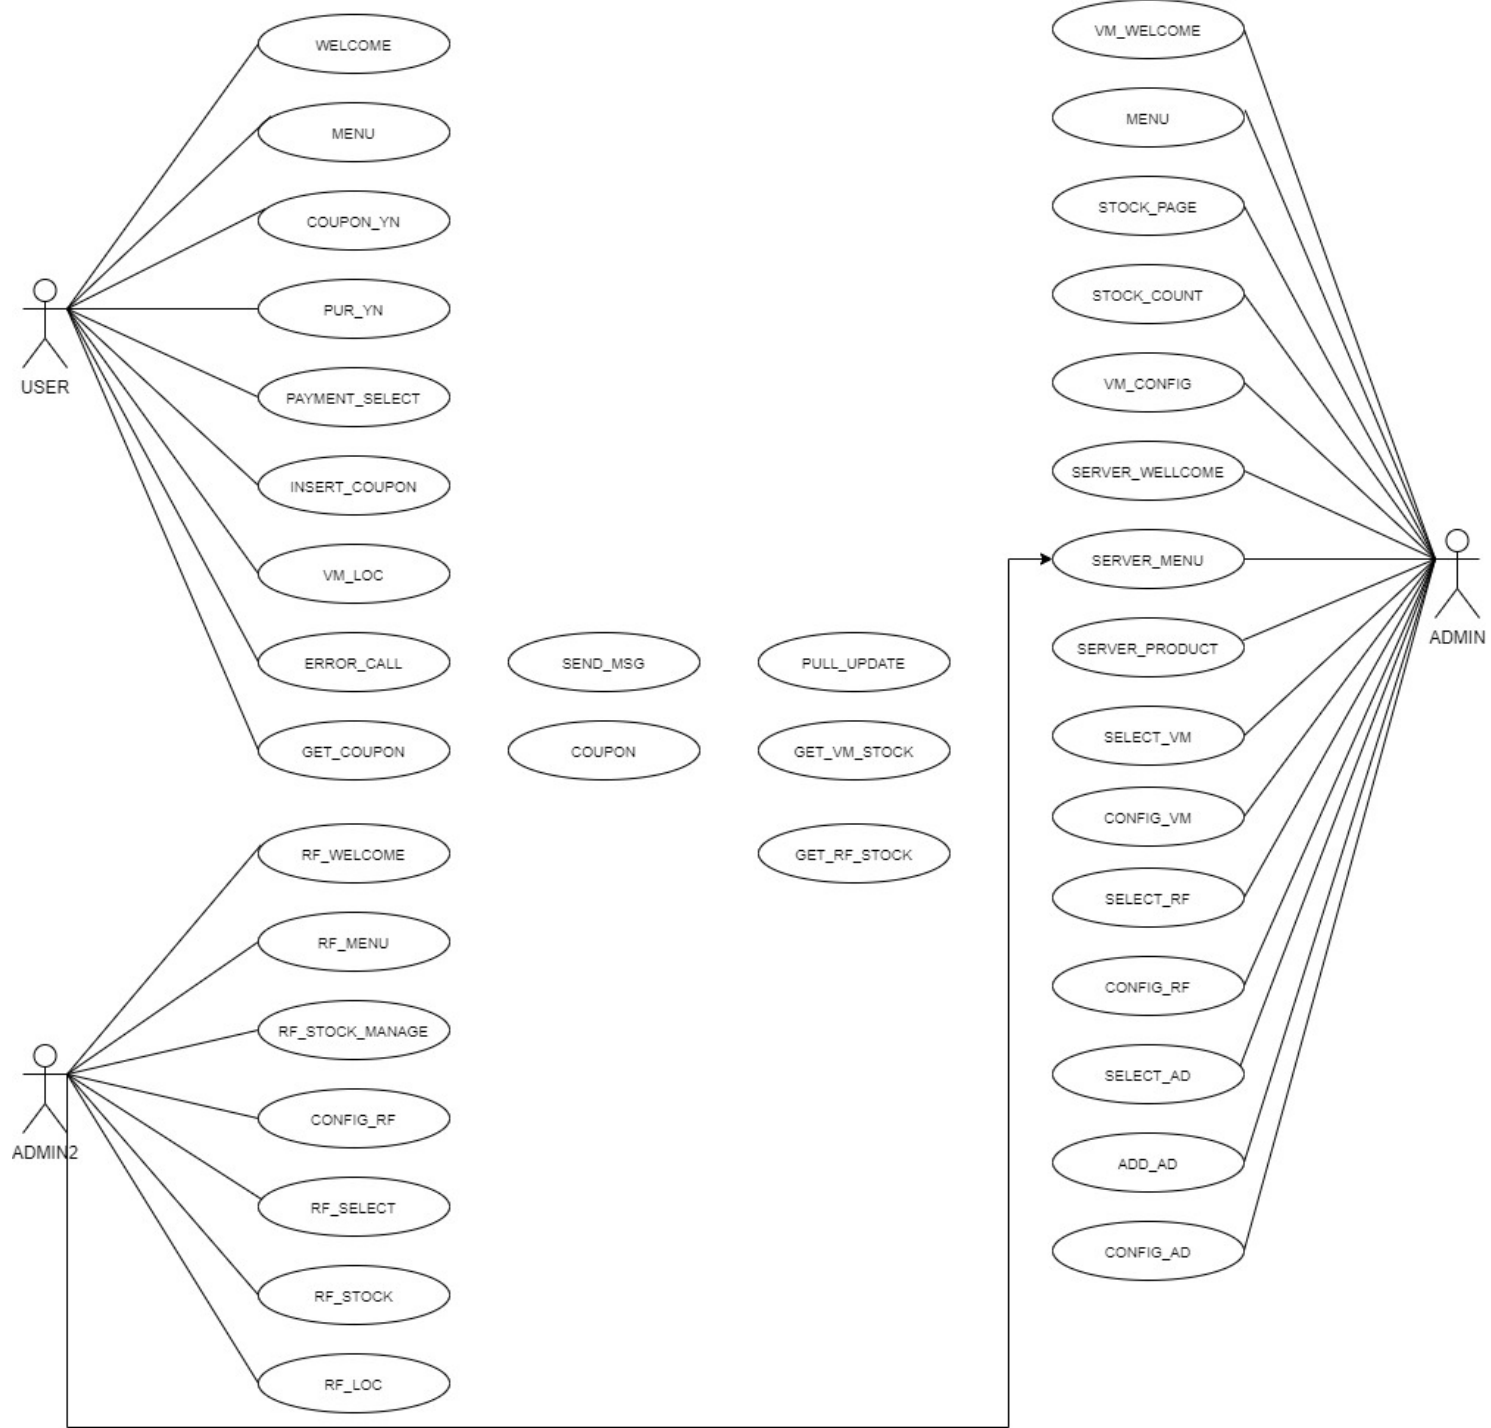 WELCOME
MENU
COUPON_YN
PUR_YN
PAYMENT_SELECT
INSERT_COUPON
VM_LOC
ERROR_CALL
GET_COUPON
USER
SEND_MSG
COUPON
PULL_UPDATE
GET_VM_STOCK
GET_RF_STOCK
RF_WELCOME
RF_MENU
RF_STOCK_MANAGE
CONFIG_RF
RF_SELECT
RF_STOCK
RF_LOC
ADMIN2
VM_WELCOME
MENU
STOCK_PAGE
STOCK_COUNT
VM_CONFIG
SERVER_WELLCOME
SERVER_MENU
SERVER_PRODUCT
SELECT_VM
CONFIG_VM
SELECT_RF
CONFIG_RF
SELECT_AD
ADD_AD
CONFIG_AD
ADMIN